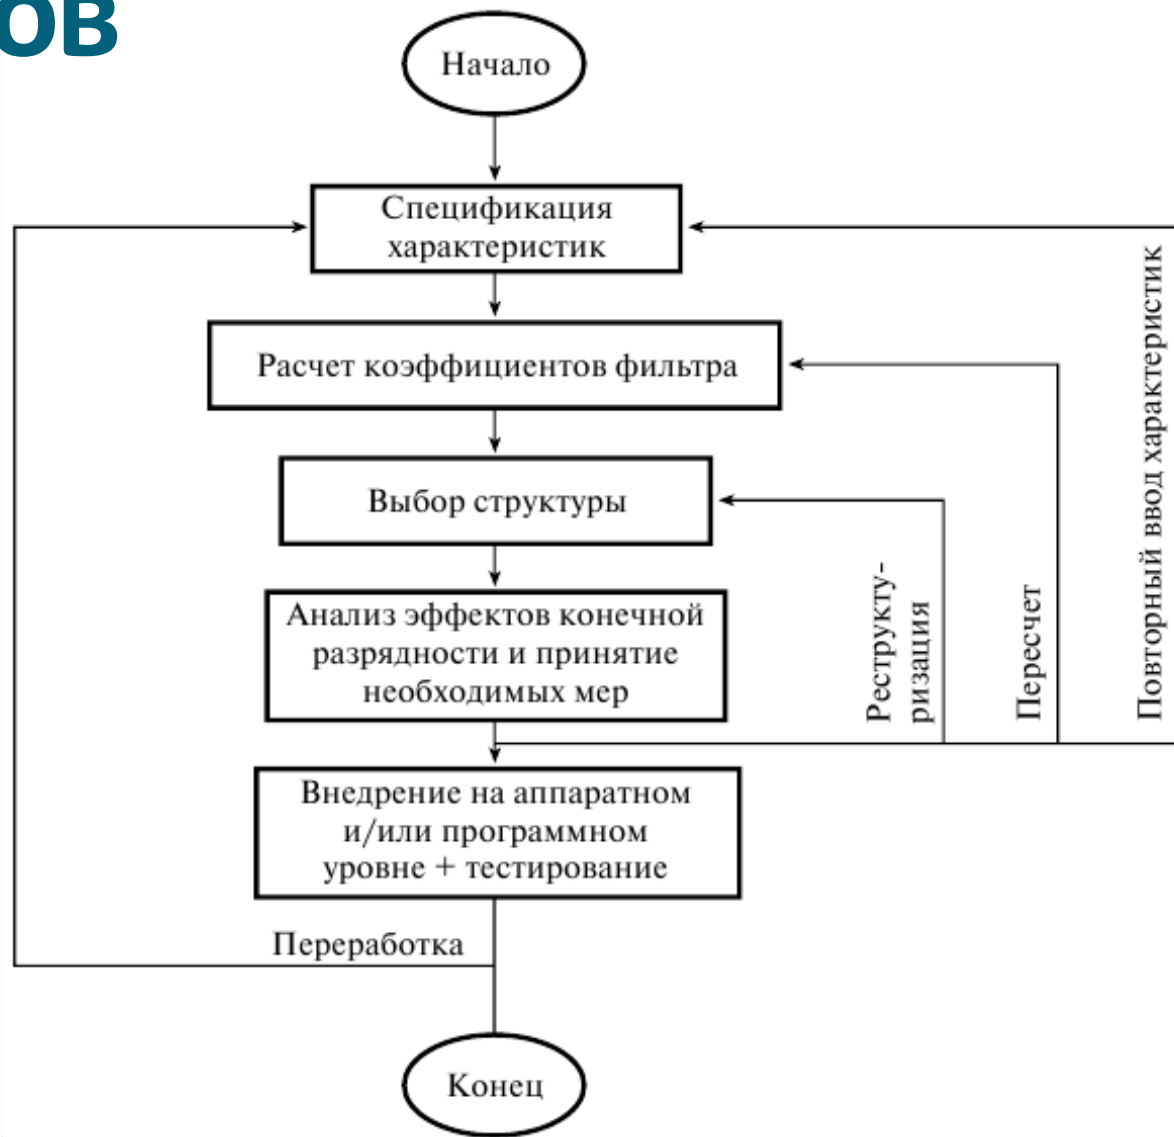 ОВ
Начало
Спецификация
характеристик
Расчет коэффициентов фильтра
Выбор структуры
Анализ эффектов конечной
разрядности и принятие
необходимых мер
Рестукту-
ризация
Пересчет
Повторный ввод характеристик
Внедрение на аппаратном
и/или программном
уровне + тестирование
Переработка
Конец